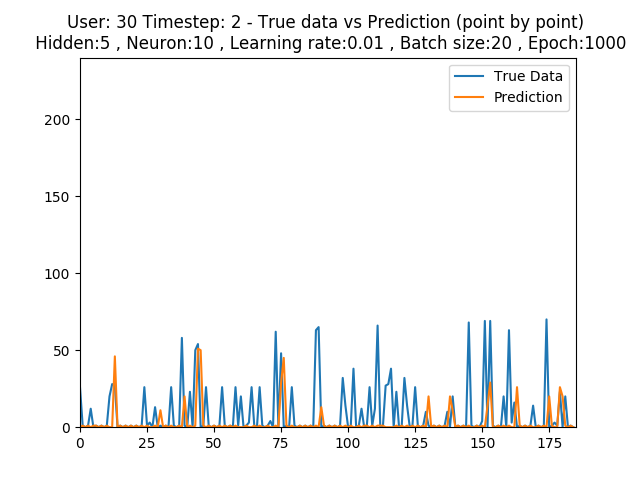 User: 30 Timestep: 2 - True data vs Prediction (point by point)
Hidden:5 , Neuron:10 , Learning rate:0.01 , Batch size:20 , Epoch:1000
True Data
Prediction
200
150
100
50
0
0 25 50 75 100 125 150 175